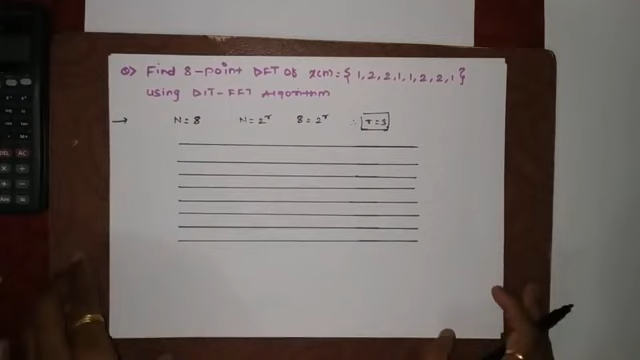 Q) Find 8-point DFT of x(n) = { 1, 2, 2, 1, 1, 2, 2, 1 }
using DIT-FFT Algorithm
→ N = 8 N = 2^r 8 = 2^r ∴ r = 3